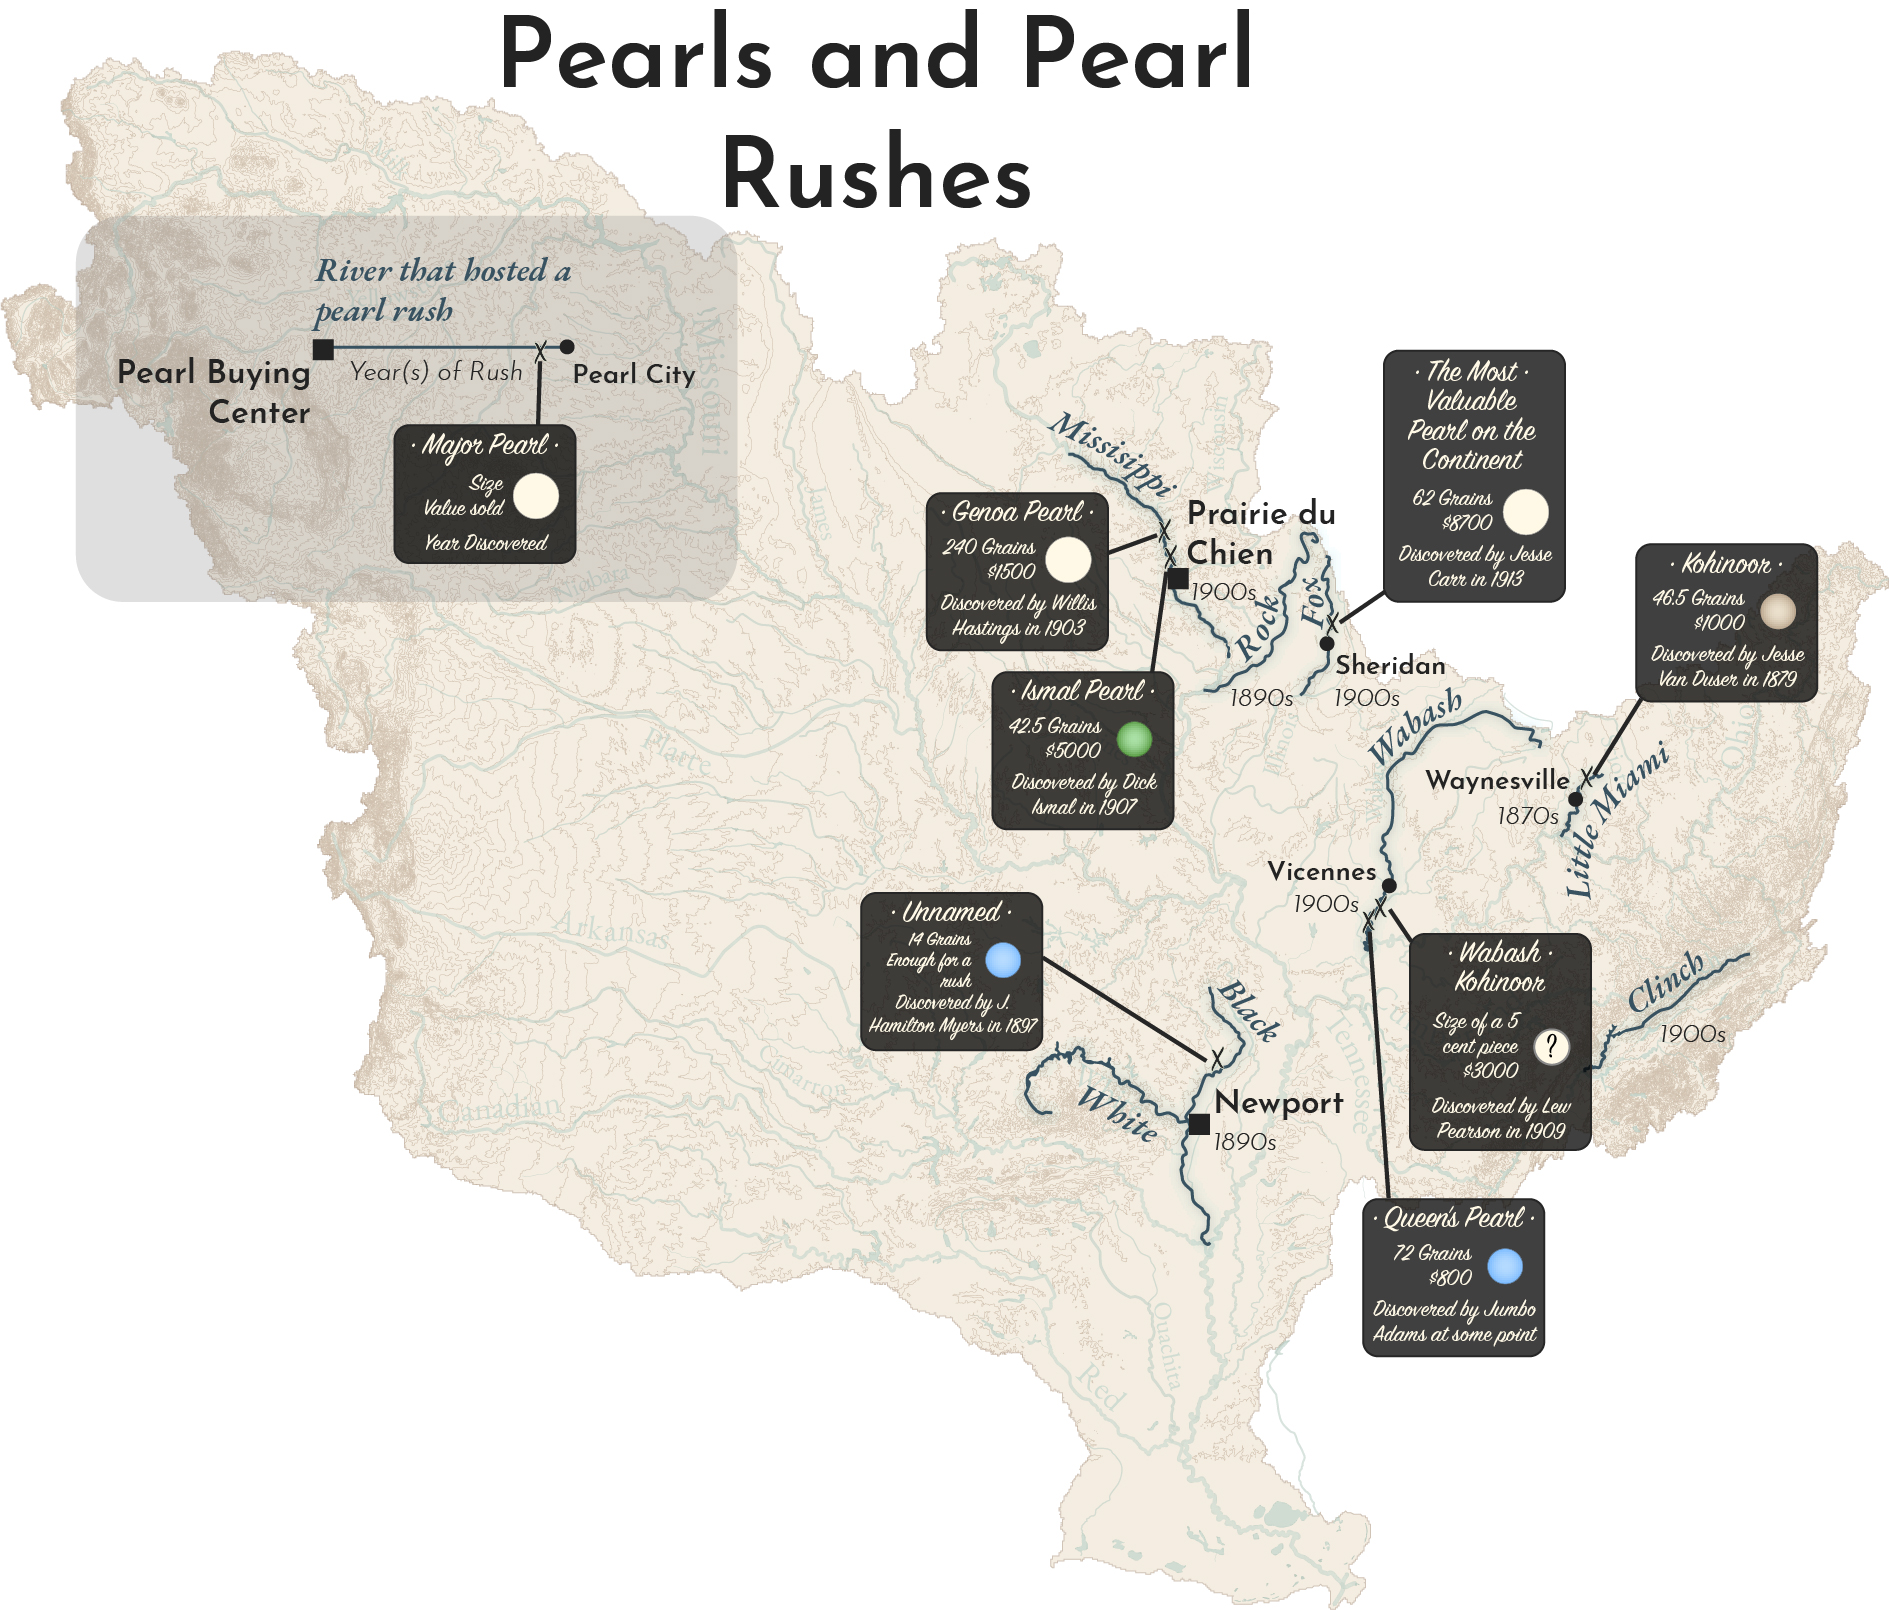 Pearls and Pearl
Rushes
River that hosted a
pearl rush
Pearl Buying
Center
Year(s) of Rush
Pearl City
· Major Pearl ·
Size
Value sold
Year Discovered
Missouri
James
Niobrara
Platte
Arkansas
Cimarron
Canadian
Red
Ouachita
Tennessee
Illinois
Wisconsin
Ohio
Mississippi
Prairie du
Chien
1900s
· Genoa Pearl ·
240 Grains
$1500
Discovered by Willis
Hastings in 1903
· Ismal Pearl ·
42.5 Grains
$5000
Discovered by Dick
Ismal in 1907
Rock
1890s
Fox
Sheridan
1900s
· The Most ·
Valuable
Pearl on the
Continent
62 Grains
$8700
Discovered by Jesse
Carr in 1913
· Kohinoor ·
46.5 Grains
$1000
Discovered by Jesse
Van Duser in 1879
Wabash
Waynesville
1870s
Little Miami
Vicennes
1900s
· Wabash ·
Kohinoor
Size of a 5
cent piece
$3000
?
Discovered by Lew
Pearson in 1909
Clinch
1900s
· Unnamed ·
14 Grains
Enough for a
rush
Discovered by J.
Hamilton Myers in 1897
Black
White
Newport
1890s
· Queen's Pearl ·
72 Grains
$800
Discovered by Jumbo
Adams at some point